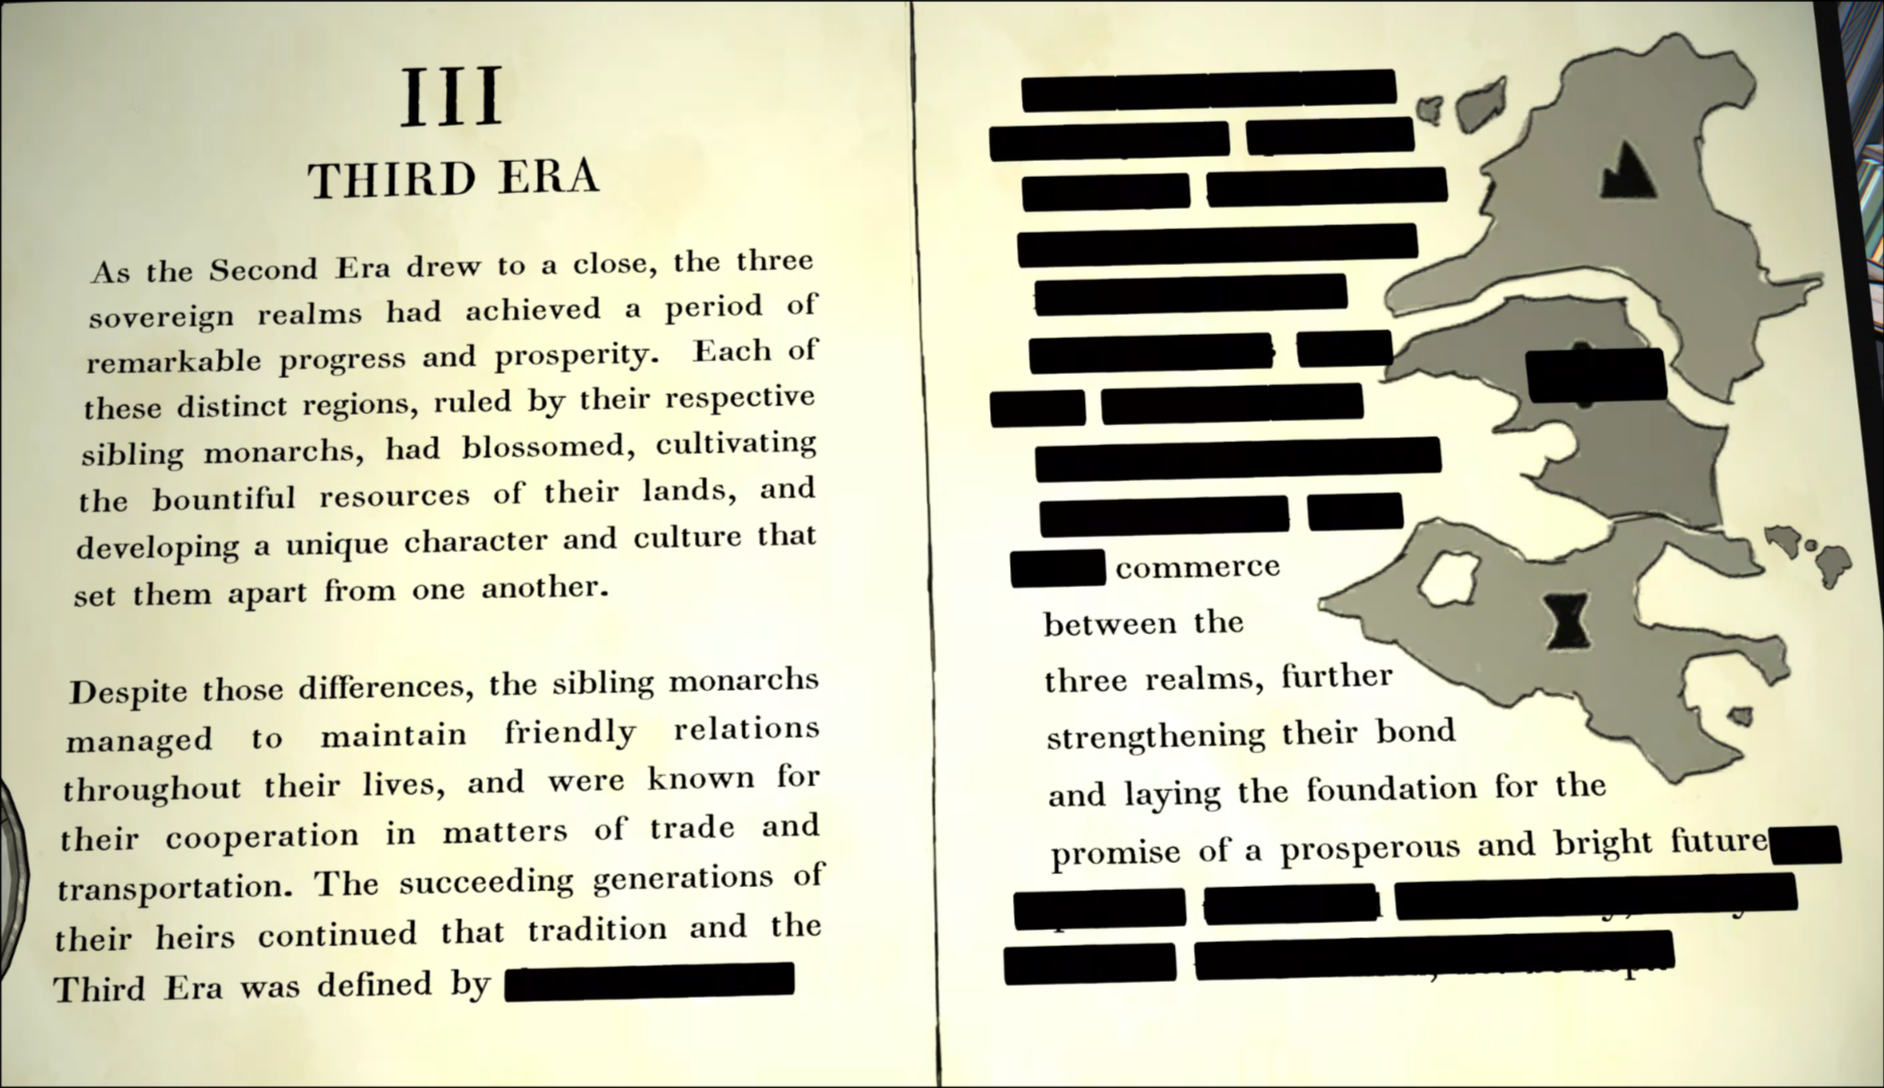 III
THIRD ERA
As the Second Era drew to a close, the three
sovereign realms had achieved a period of
remarkable progress and prosperity. Each of
these distinct regions, ruled by their respective
sibling monarchs, had blossomed, cultivating
the bountiful resources of their lands, and
developing a unique character and culture that
set them apart from one another.
Despite those differences, the sibling monarchs
managed to maintain friendly relations
throughout their lives, and were known for
their cooperation in matters of trade and
transportation. The succeeding generations of
their heirs continued that tradition and the
Third Era was defined by
commerce
between the
three realms, further
strengthening their bond
and laying the foundation for the
promise of a prosperous and bright future